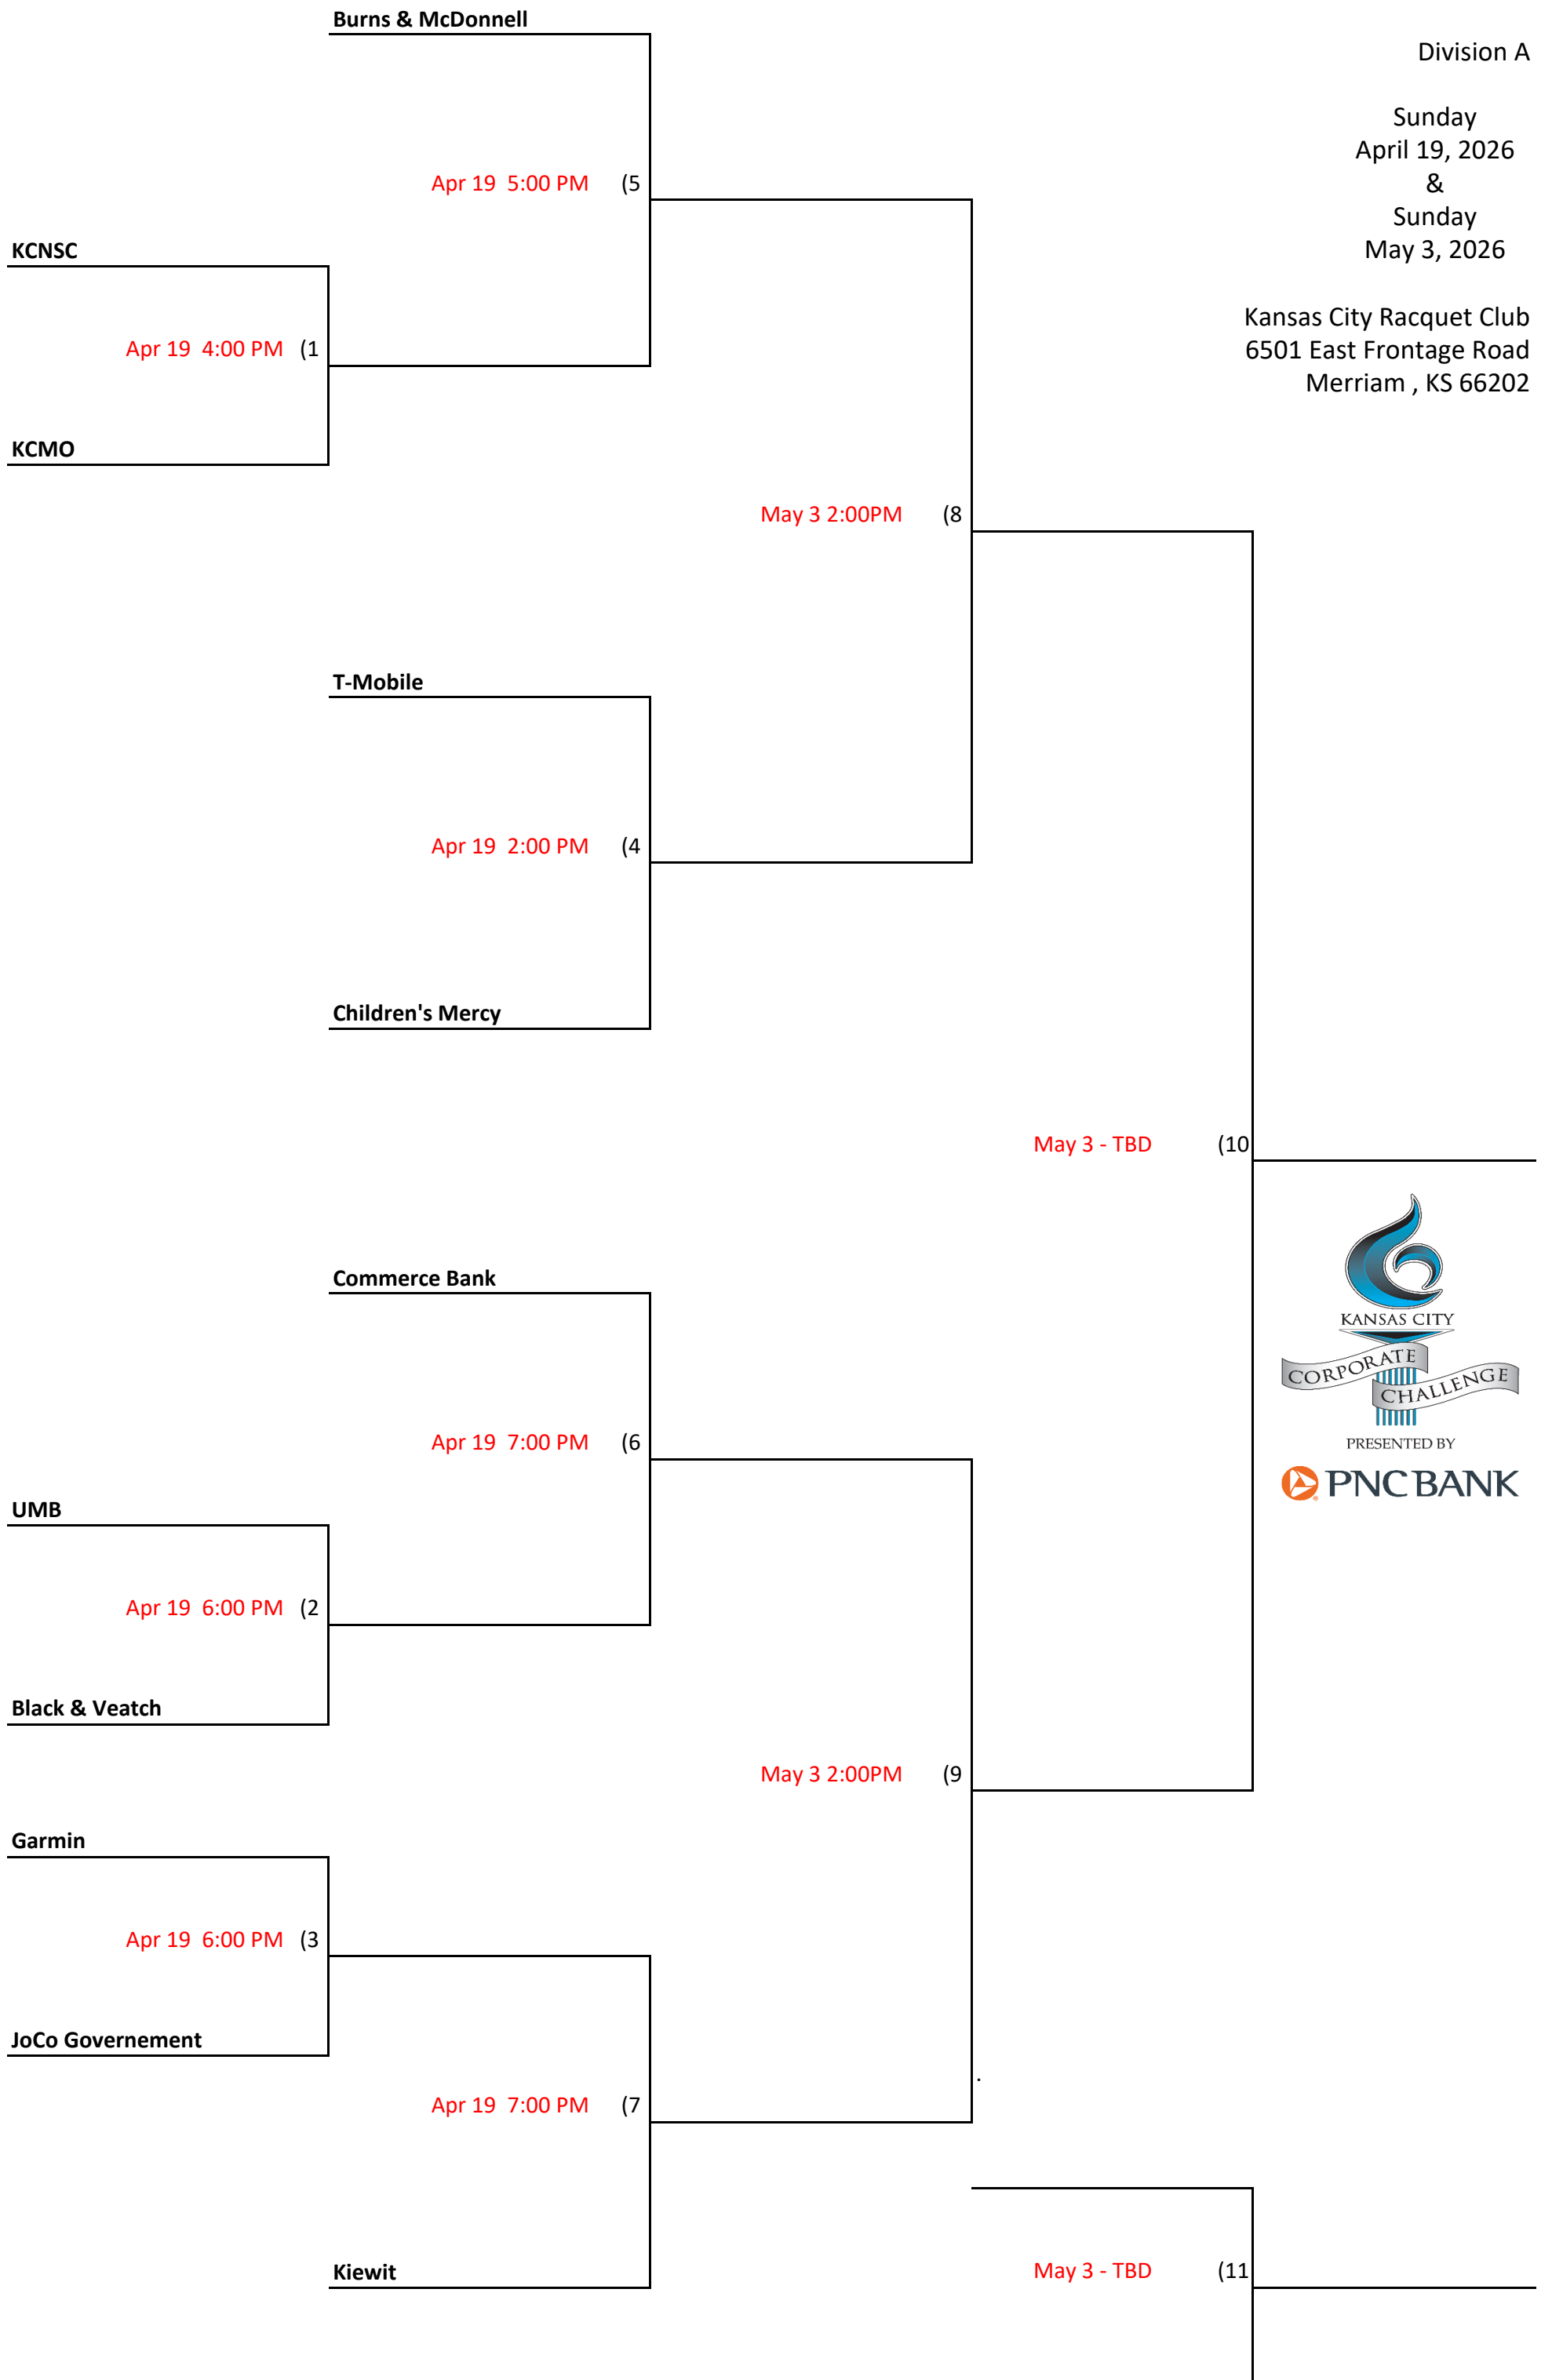 Burns & McDonnell
Division A
Sunday
April 19, 2026
&
Sunday
May 3, 2026
Apr 19  5:00 PM (5
KCNSC
Kansas City Racquet Club
6501 East Frontage Road
Merriam , KS 66202
Apr 19  4:00 PM (1
KCMO
May 3 2:00PM (8
T-Mobile
Apr 19  2:00 PM (4
Children's Mercy
May 3 - TBD (10
Commerce Bank
KANSAS CITY
CORPORATE
CHALLENGE
PRESENTED BY
PNC BANK
Apr 19  7:00 PM (6
UMB
Apr 19  6:00 PM (2
Black & Veatch
May 3 2:00PM (9
Garmin
Apr 19  6:00 PM (3
JoCo Governement
.
Apr 19  7:00 PM (7
Kiewit
May 3 - TBD (11